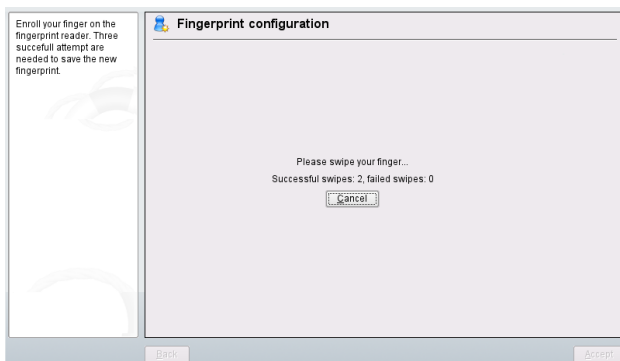 Enroll your finger on the
fingerprint reader. Three
succefull attempt are
needed to save the new
fingerprint.
Fingerprint configuration
Please swipe your finger...
Successful swipes: 2, failed swipes: 0
Cancel
Back
Accept